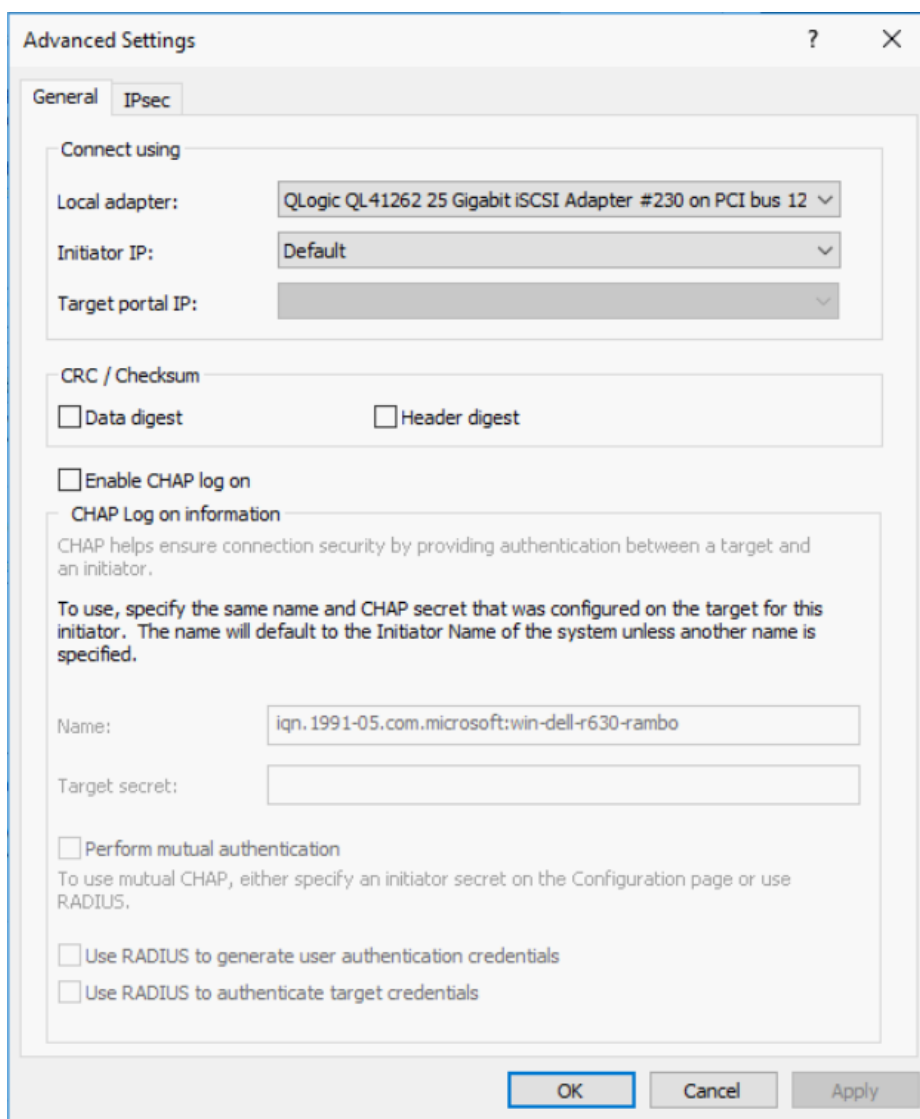 Advanced Settings
?
General
IPsec
Connect using
Local adapter:
QLogic QL41262 25 Gigabit iSCSI Adapter #230 on PCI bus 12
Initiator IP:
Default
Target portal IP:
CRC / Checksum
Data digest
Header digest
Enable CHAP log on
CHAP Log on information
CHAP helps ensure connection security by providing authentication between a target and
an initiator.
To use, specify the same name and CHAP secret that was configured on the target for this
initiator. The name will default to the Initiator Name of the system unless another name is
specified.
Name:
iqn.1991-05.com.microsoft:win-dell-r630-rambo
Target secret:
Perform mutual authentication
To use mutual CHAP, either specify an initiator secret on the Configuration page or use
RADIUS.
Use RADIUS to generate user authentication credentials
Use RADIUS to authenticate target credentials
OK
Cancel
Apply